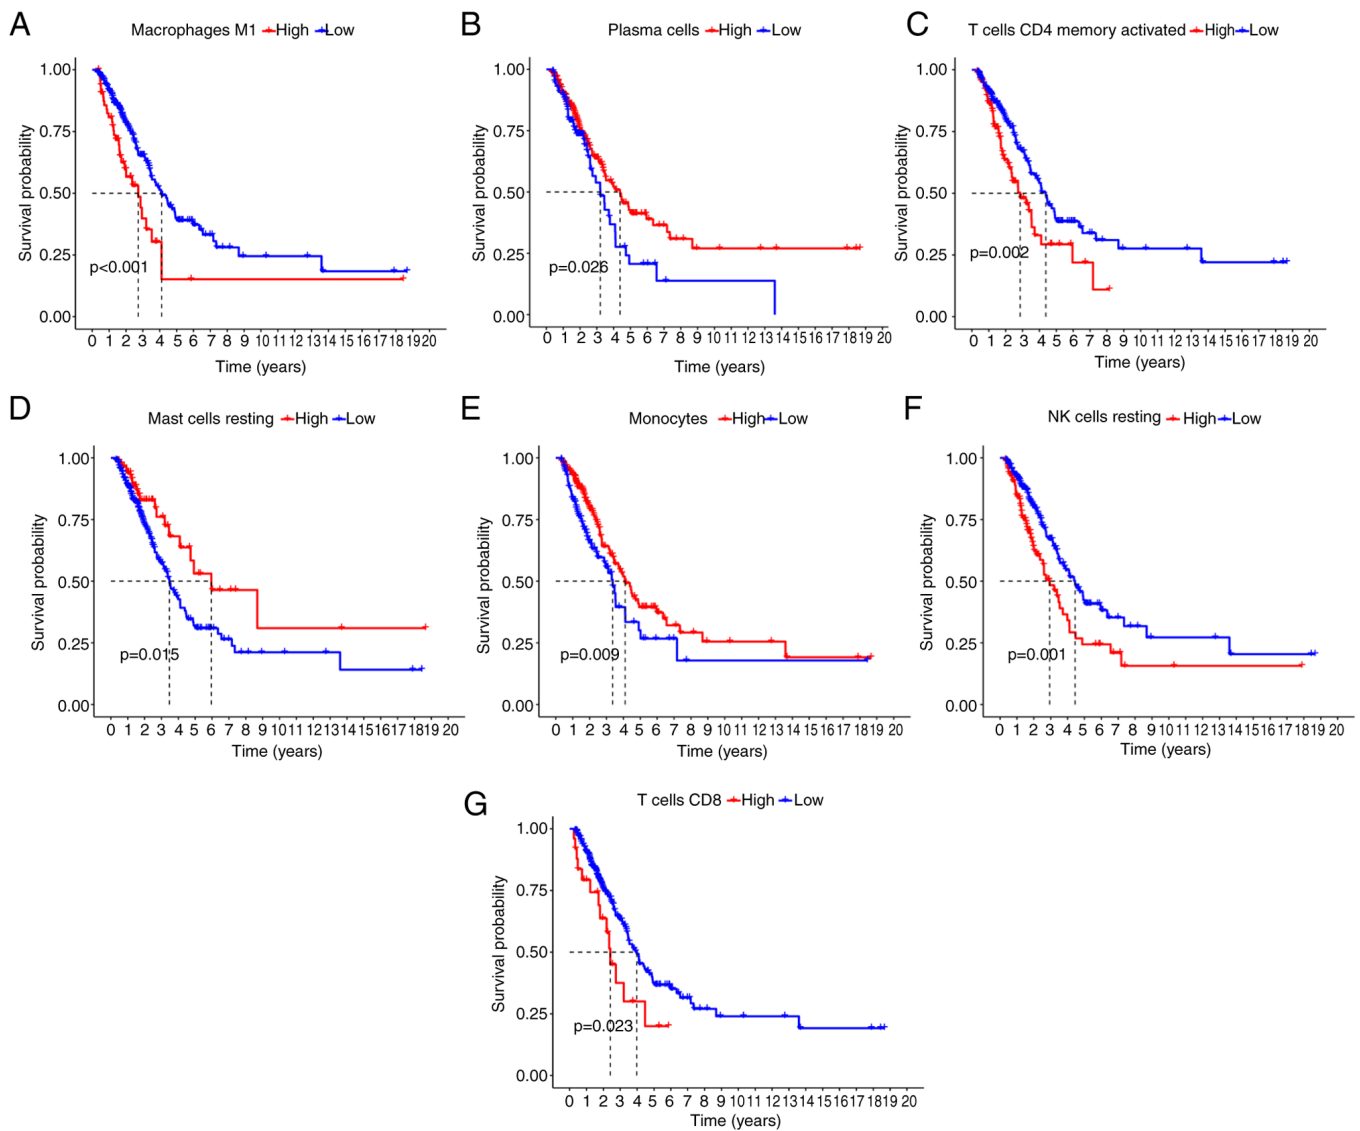 A
Macrophages M1 High Low
Survival probability
1.00
0.75
0.50
0.25
0.00
p<0.001
0 1 2 3 4 5 6 7 8 9 10 11 12 13 14 15 16 17 18 19 20
Time (years)
B
Plasma cells High Low
Survival probability
1.00
0.75
0.50
0.25
0.00
p=0.026
0 1 2 3 4 5 6 7 8 9 10 11 12 13 14 15 16 17 18 19 20
Time (years)
C
T cells CD4 memory activated High Low
Survival probability
1.00
0.75
0.50
0.25
0.00
p=0.002
0 1 2 3 4 5 6 7 8 9 10 11 12 13 14 15 16 17 18 19 20
Time (years)
D
Mast cells resting High Low
Survival probability
1.00
0.75
0.50
0.25
0.00
p=0.015
0 1 2 3 4 5 6 7 8 9 10 11 12 13 14 15 16 17 18 19 20
Time (years)
E
Monocytes High Low
Survival probability
1.00
0.75
0.50
0.25
0.00
p=0.009
0 1 2 3 4 5 6 7 8 9 10 11 12 13 14 15 16 17 18 19 20
Time (years)
F
NK cells resting High Low
Survival probability
1.00
0.75
0.50
0.25
0.00
p=0.001
0 1 2 3 4 5 6 7 8 9 10 11 12 13 14 15 16 17 18 19 20
Time (years)
G
T cells CD8 High Low
Survival probability
1.00
0.75
0.50
0.25
0.00
p=0.023
0 1 2 3 4 5 6 7 8 9 10 11 12 13 14 15 16 17 18 19 20
Time (years)